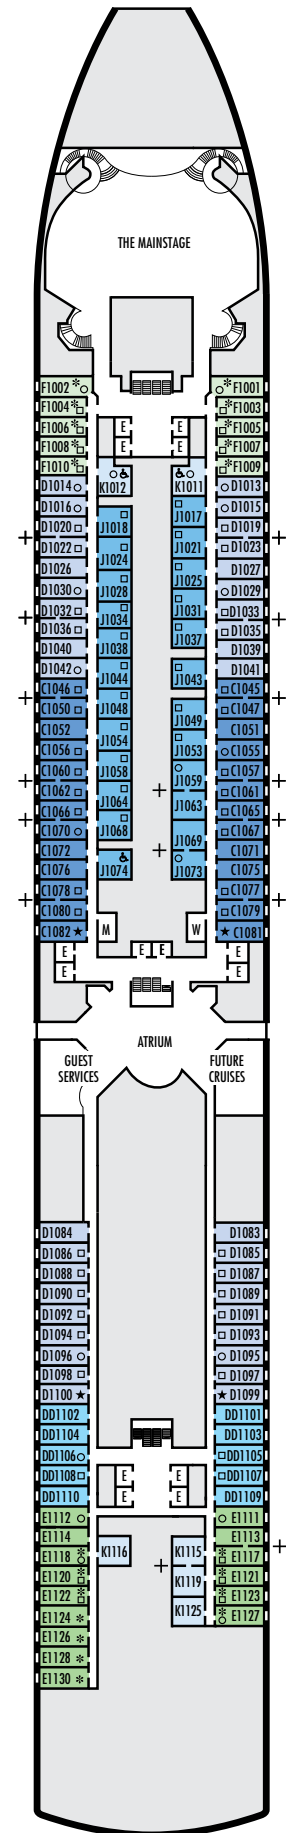 THE MAINSTAGE
F1002 F1001
F1004 F1003
F1006 E E F1005
F1008 E E F1007
F1010 F1009
D1014 K1012 K1011 D1013
D1016 J1017 D1015
D1020 J1018 D1019
D1022 J1021 D1023
D1026 J1024 J1025 D1027
D1030 J1028 D1029
D1032 J1034 J1031 D1033
D1036 J1037 D1035
D1040 J1038 D1039
D1042 J1044 J1043 D1041
C1046 C1045
C1050 J1048 J1049 C1047
C1052 C1051
C1056 J1054 J1053 C1055
C1060 J1058 J1059 C1057
C1062 J1064 J1063 C1061
C1066 C1065
C1070 J1068 J1069 C1067
C1072 C1071
C1076 J1074 J1073 C1075
C1078 C1077
C1080 C1079
C1082 M W C1081
E E E E
E E
ATRIUM
GUEST
SERVICES
FUTURE
CRUISES
D1084 D1083
D1086 D1085
D1088 D1087
D1090 D1089
D1092 D1091
D1094 D1093
D1096 D1095
D1098 D1097
D1100 D1099
DD1102 DD1101
DD1104 DD1103
DD1106 DD1105
DD1108 E E DD1107
DD1110 E E DD1109
E1112 E1111
E1114 E1113
E1118 K1116 K1115 E1117
E1120 K1119 E1121
E1122 E1123
E1124 K1125 E1127
E1126
E1128
E1130